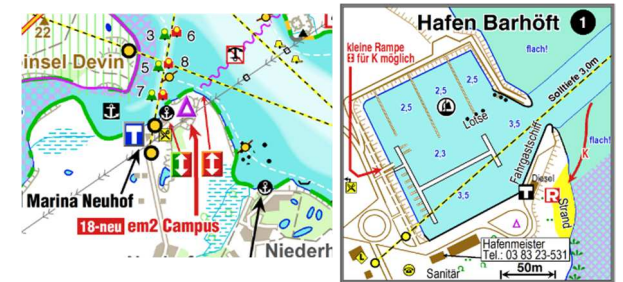 22
3
6
insel Devin
5
8
7
T
Marina Neuhof
18-neu em2 Campus
Niederh
Hafen Barhöft 1
kleine Rampe
für K möglich
flach!
Solltiefe 3,0m
2,5
2,5
2,5
Lotse
3,5
flach!
2,3
K
Fahrgastschiff
3,5
Diesel
T
R
Strand
L
Hafenmeister
Tel.: 03 83 23-531
Sanitär
50m